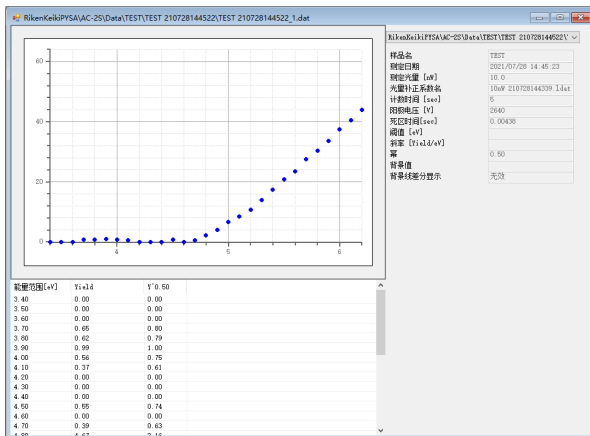 RikenKeikiPYSA\AC-2S\Data\TEST\TEST 210728144522\TEST 210728144522_1.dat
RikenKeikiPYSA\AC-2S\Data\TEST\TEST 210728144522\
60
40
20
0
4
5
6
样品名 TEST
测定日期 2021/07/28 14:45:23
测定光量 [nW] 10.0
光量补正系数名 10nW 210728144339.ldat
计数时间 [sec] 5
阳极电压 [V] 2640
死区时间[sec] 0.00438
阈值 [eV]
斜率 [Yield/eV]
幂 0.50
背景值
背景线差分显示 无效
能量范围[eV] Yield Y^0.50
3.40 0.00 0.00
3.50 0.00 0.00
3.60 0.00 0.00
3.70 0.65 0.80
3.80 0.62 0.79
3.90 0.99 1.00
4.00 0.56 0.75
4.10 0.37 0.61
4.20 0.00 0.00
4.30 0.00 0.00
4.40 0.00 0.00
4.50 0.55 0.74
4.60 0.00 0.00
4.70 0.39 0.63
4.80 4.67 2.16